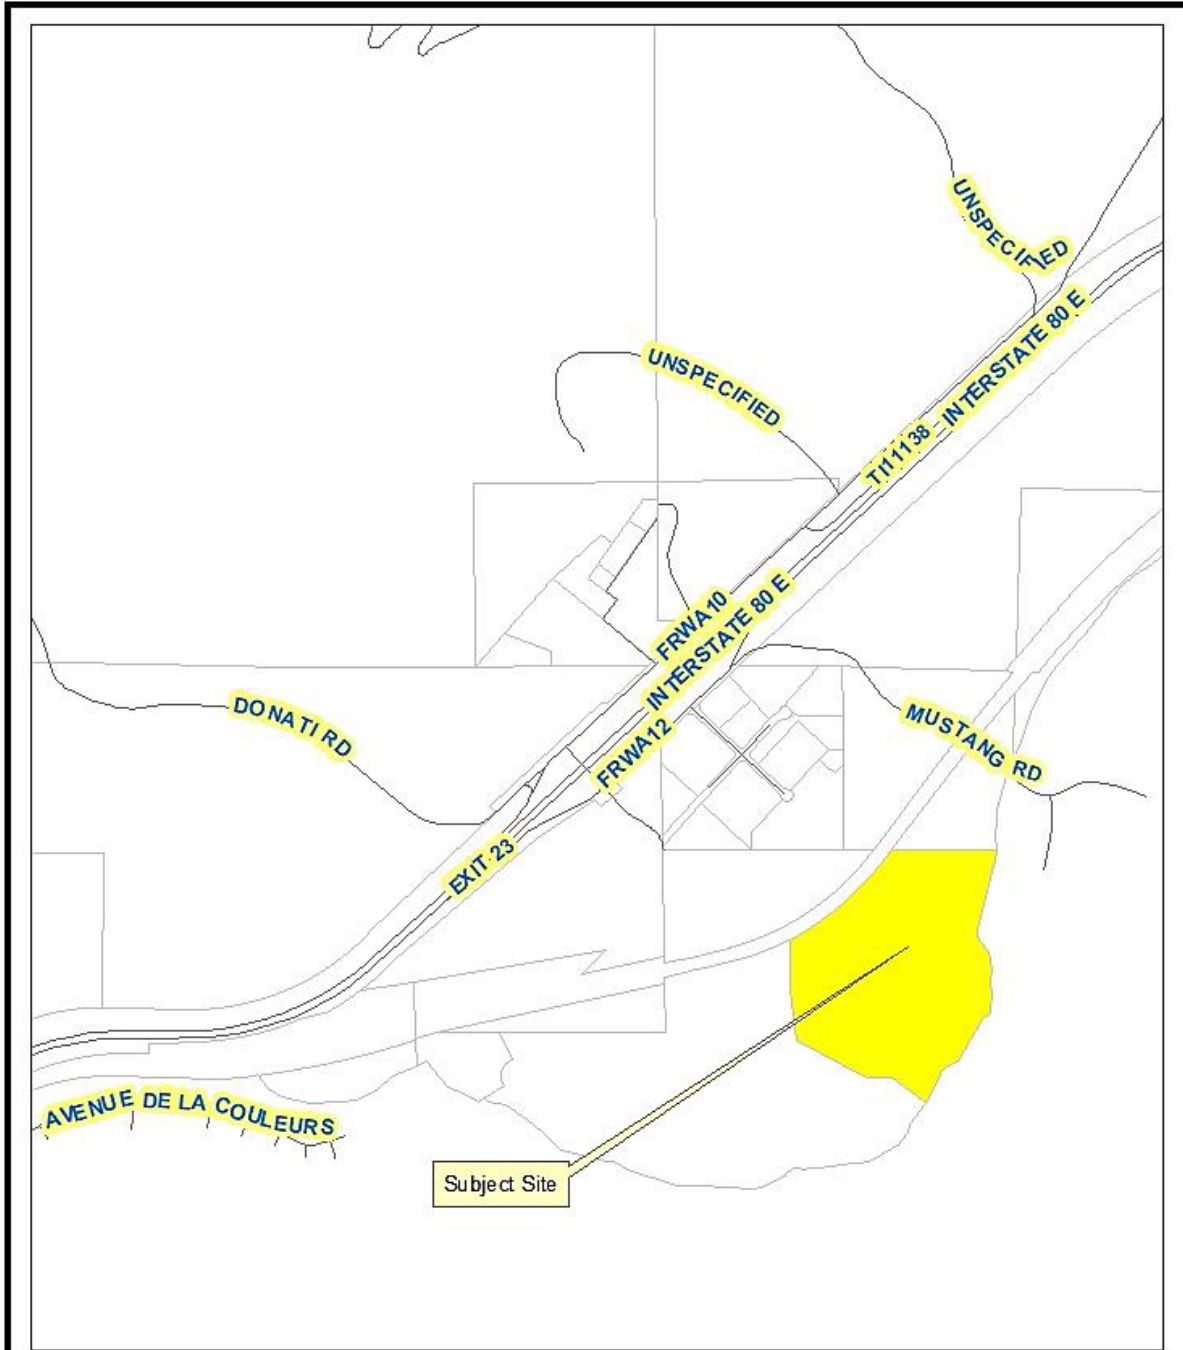 UNSPECIFIED
INTERSTATE 80 E
UNSPECIFIED
TI11138
FRWA10
INTERSTATE 80 E
DONATI RD
MUSTANG RD
FRWA12
EXIT 23
AVENUE DE LA COULEURS
Subject Site